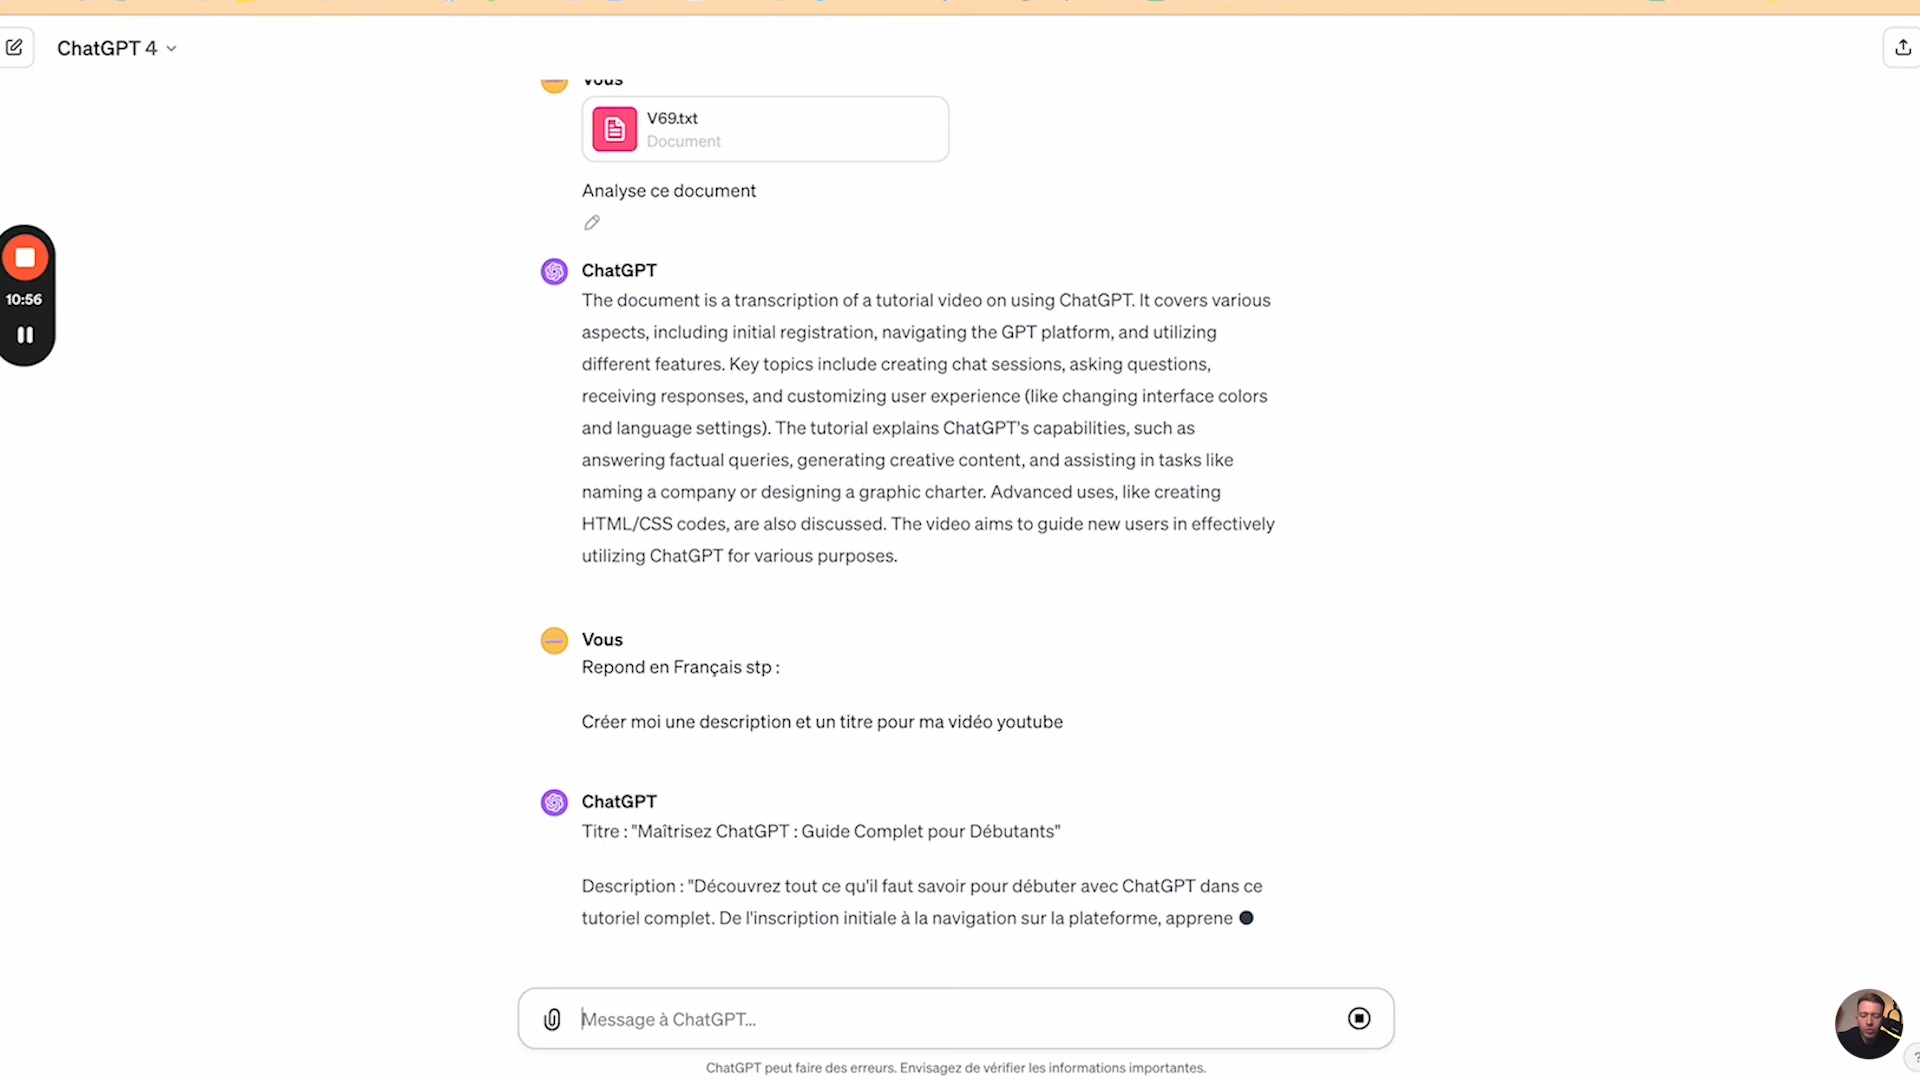 ChatGPT 4
Vous
V69.txt
Document
Analyse ce document
10:56
ChatGPT
The document is a transcription of a tutorial video on using ChatGPT. It covers various
aspects, including initial registration, navigating the GPT platform, and utilizing
different features. Key topics include creating chat sessions, asking questions,
receiving responses, and customizing user experience (like changing interface colors
and language settings). The tutorial explains ChatGPT's capabilities, such as
answering factual queries, generating creative content, and assisting in tasks like
naming a company or designing a graphic charter. Advanced uses, like creating
HTML/CSS codes, are also discussed. The video aims to guide new users in effectively
utilizing ChatGPT for various purposes.
Vous
Repond en Français stp :
Créer moi une description et un titre pour ma vidéo youtube
ChatGPT
Titre : "Maîtrisez ChatGPT : Guide Complet pour Débutants"
Description : "Découvrez tout ce qu'il faut savoir pour débuter avec ChatGPT dans ce
tutoriel complet. De l'inscription initiale à la navigation sur la plateforme, apprene
Message à ChatGPT...
ChatGPT peut faire des erreurs. Envisagez de vérifier les informations importantes.
?